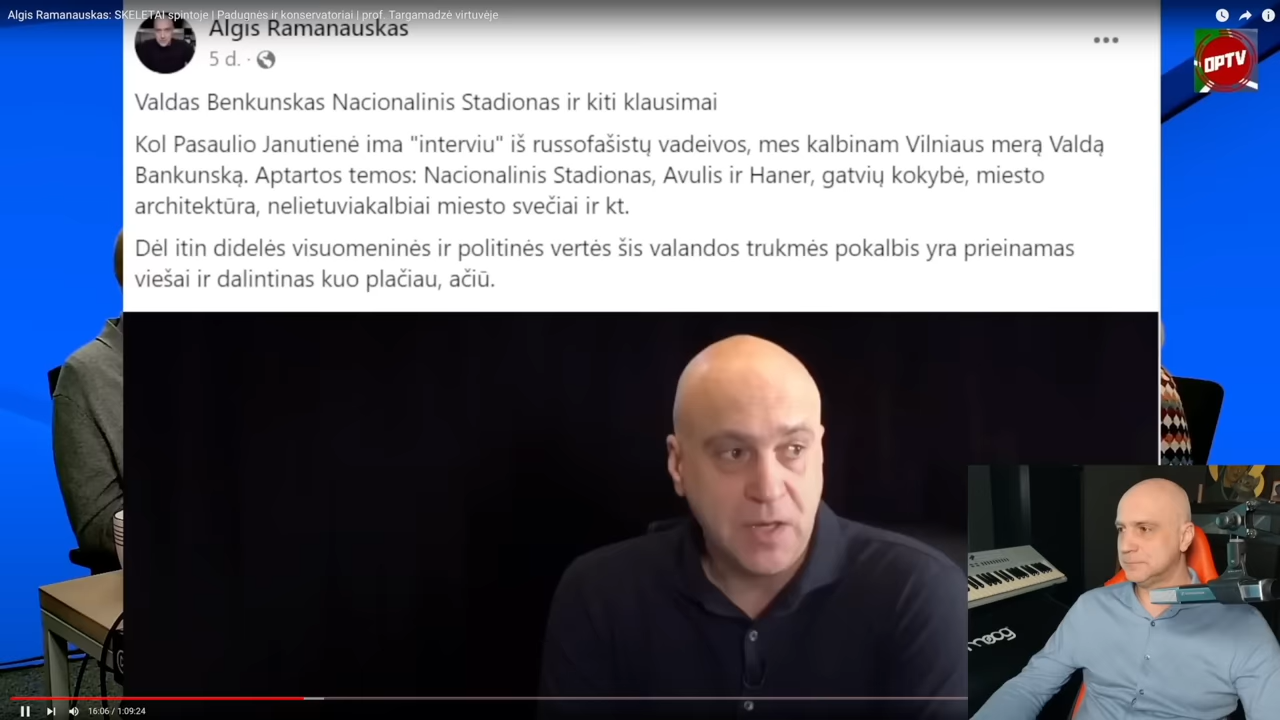 Algis Ramanauskas: SKELETAI spintoje | Padugnės ir konservatoriai | prof. Targamadzė virtuvėje
Algis Ramanauskas
5 d.
OPTV
Valdas Benkunskas Nacionalinis Stadionas ir kiti klausimai
Kol Pasaulio Janutienė ima "interviu" iš russofašistų vadeivos, mes kalbinam Vilniaus merą Valdą
Bankunską. Aptartos temos: Nacionalinis Stadionas, Avulis ir Haner, gatvių kokybė, miesto
architektūra, nelietuviakalbiai miesto svečiai ir kt.
Dėl itin didelės visuomeninės ir politinės vertės šis valandos trukmės pokalbis yra prieinamas
viešai ir dalintinas kuo plačiau, ačiū.
moog
16:06 / 1:09:24